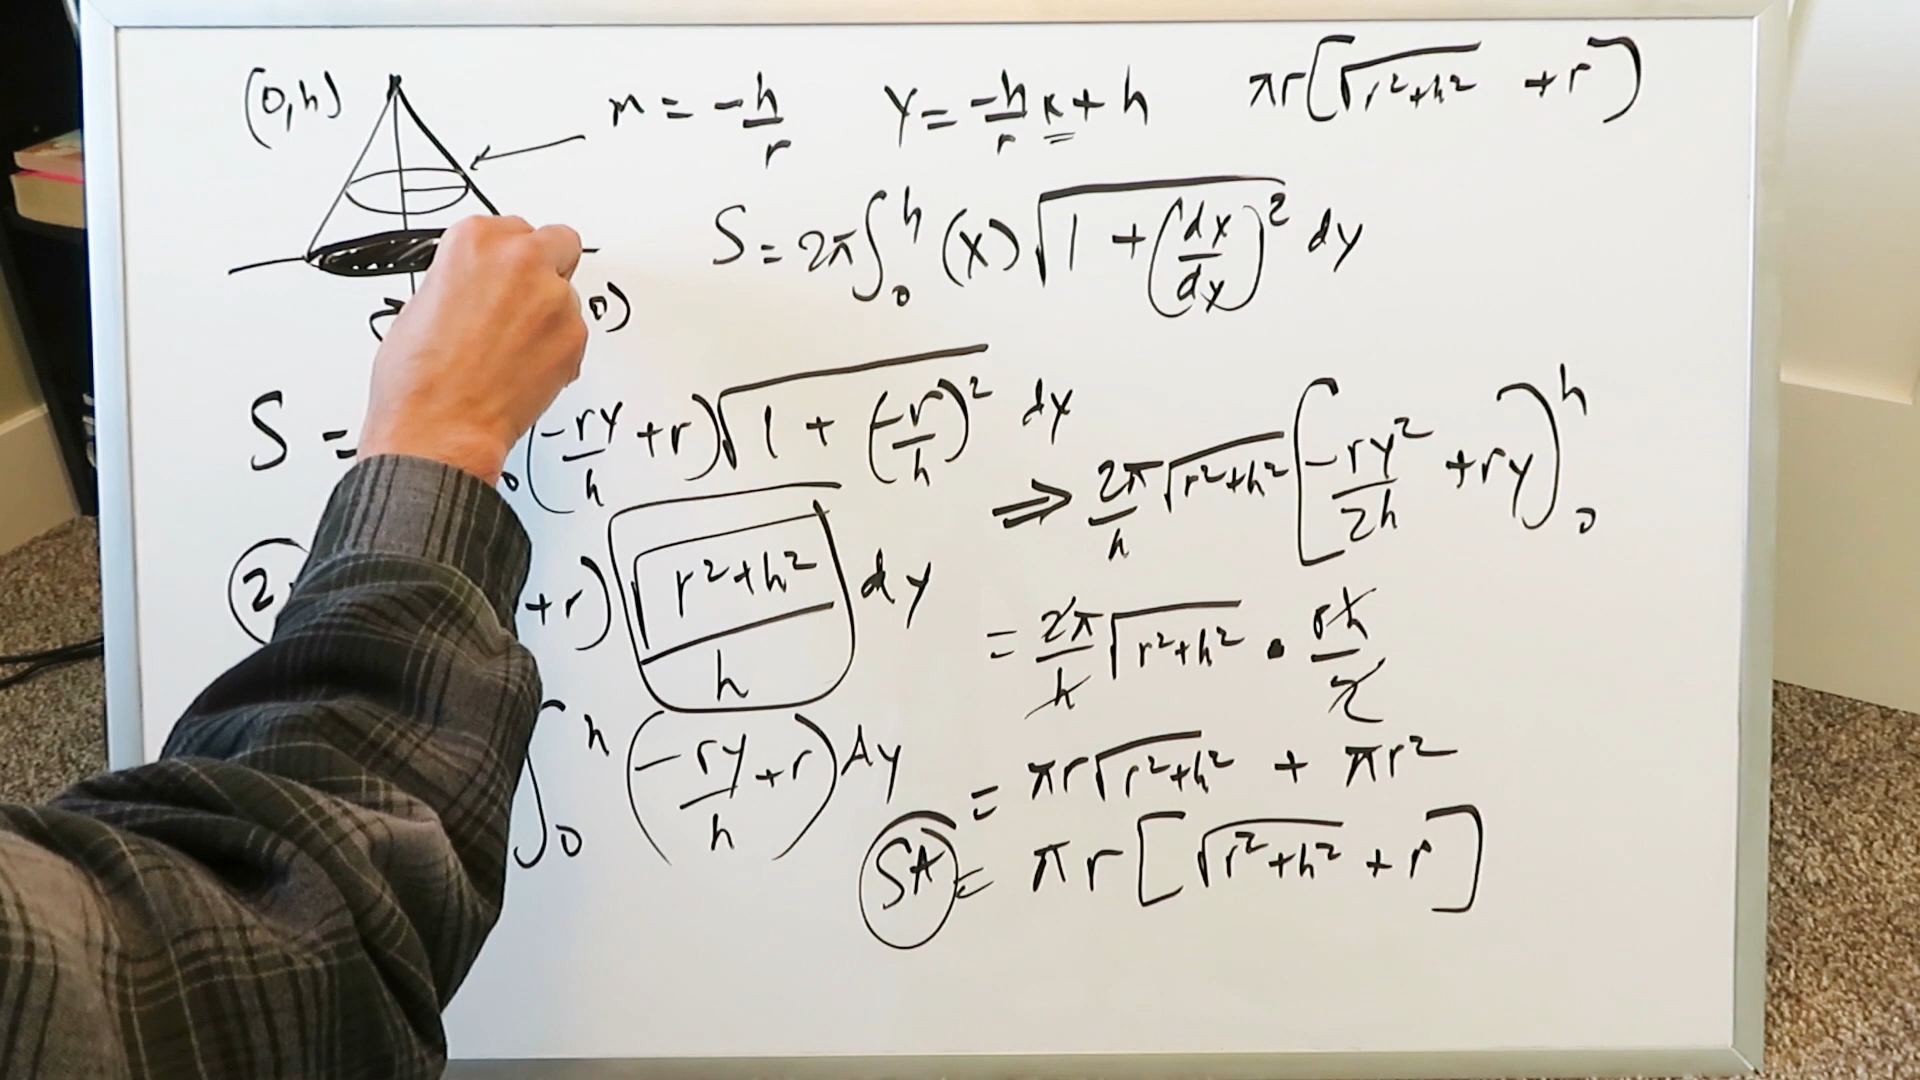 (0,h) m = -h/r y = -h/r x + h πr[√r²+h² + r]
S = 2π∫₀ʰ (x) √1 + (dx/dy)² dy
0)
S = ₀(-ry/h + r) √1 + (-r/h)² dy
⇒ 2π/h √r²+h² [-ry²/2h + ry]₀ʰ
2 + r) √r²+h²/h dy
= 2π/h √r²+h² • rh/2
∫₀ʰ (-ry/h + r) dy
= πr√r²+h² + πr²
SA = πr[√r²+h² + r]